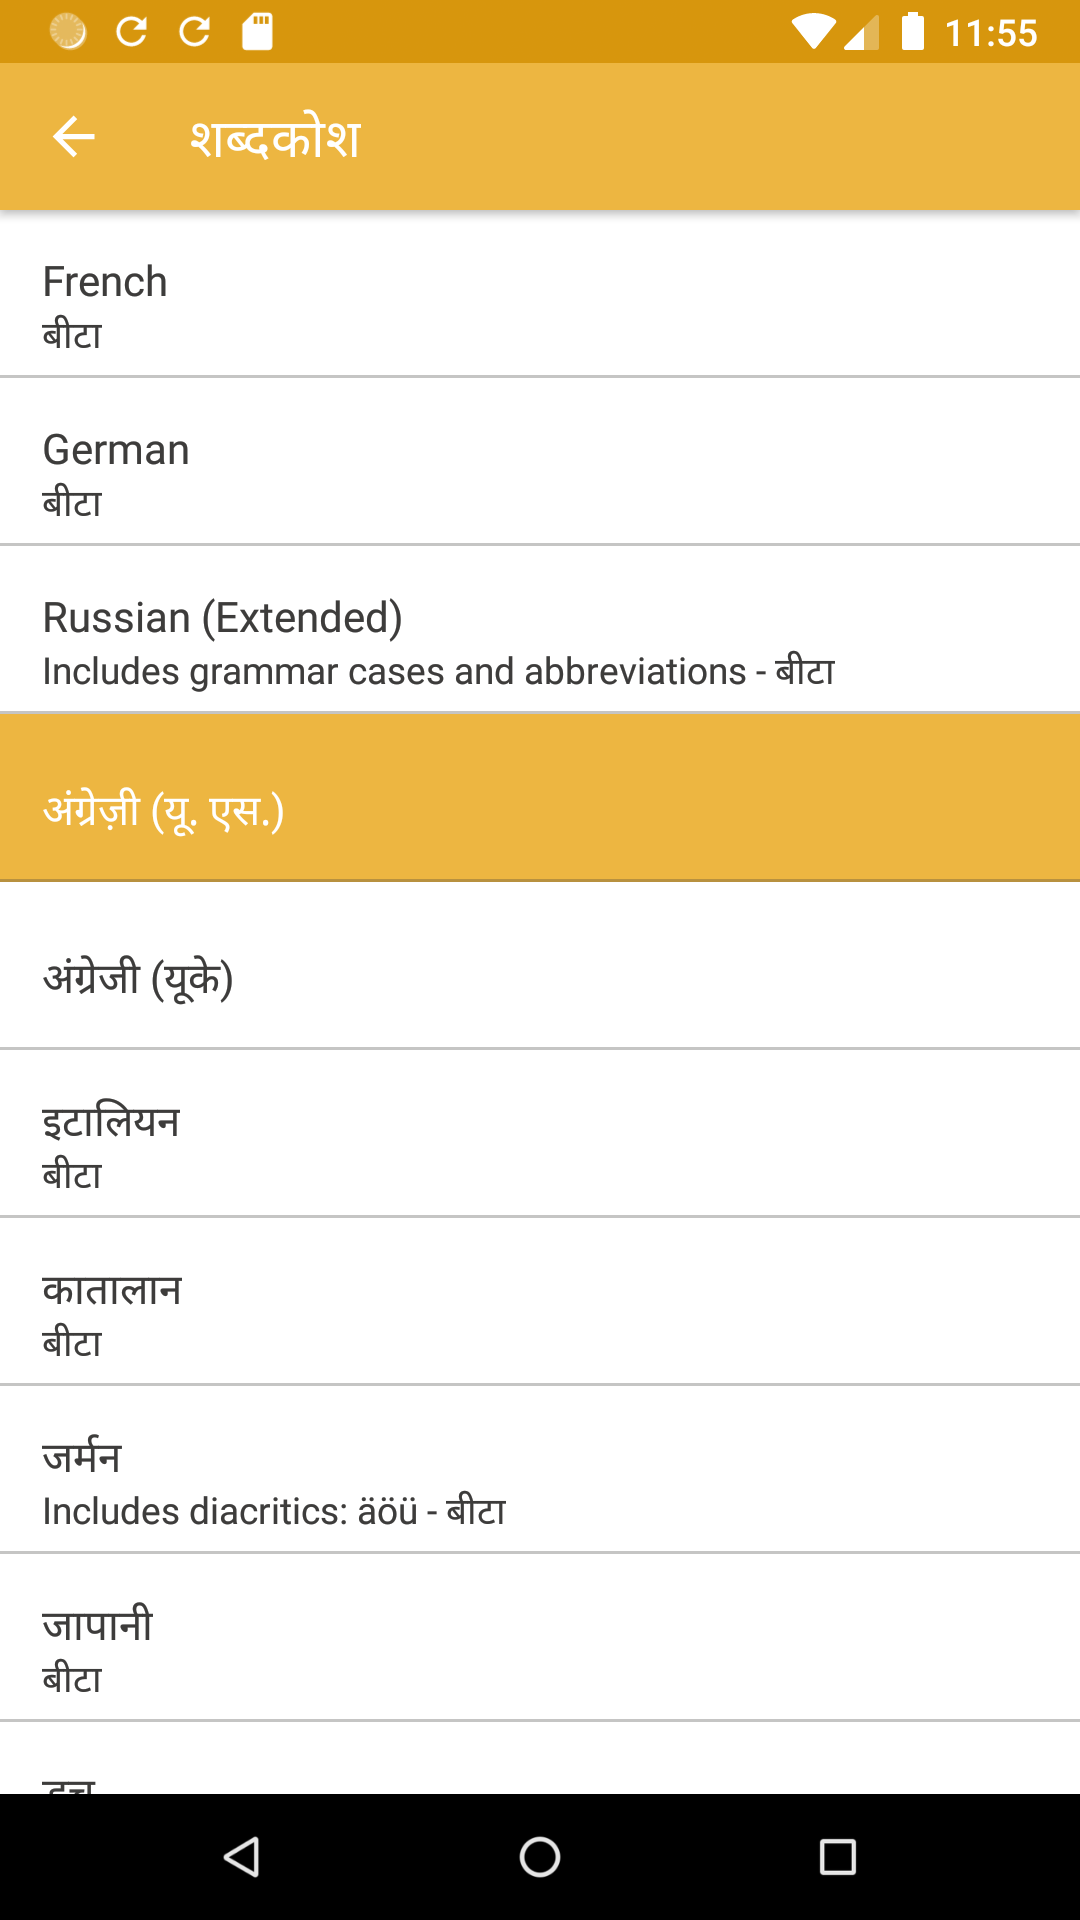 11:55
शब्दकोश
French
बीटा
German
बीटा
Russian (Extended)
Includes grammar cases and abbreviations - बीटा
अंग्रेज़ी (यू. एस.)
अंग्रेजी (यूके)
इटालियन
बीटा
कातालान
बीटा
जर्मन
Includes diacritics: äöü - बीटा
जापानी
बीटा